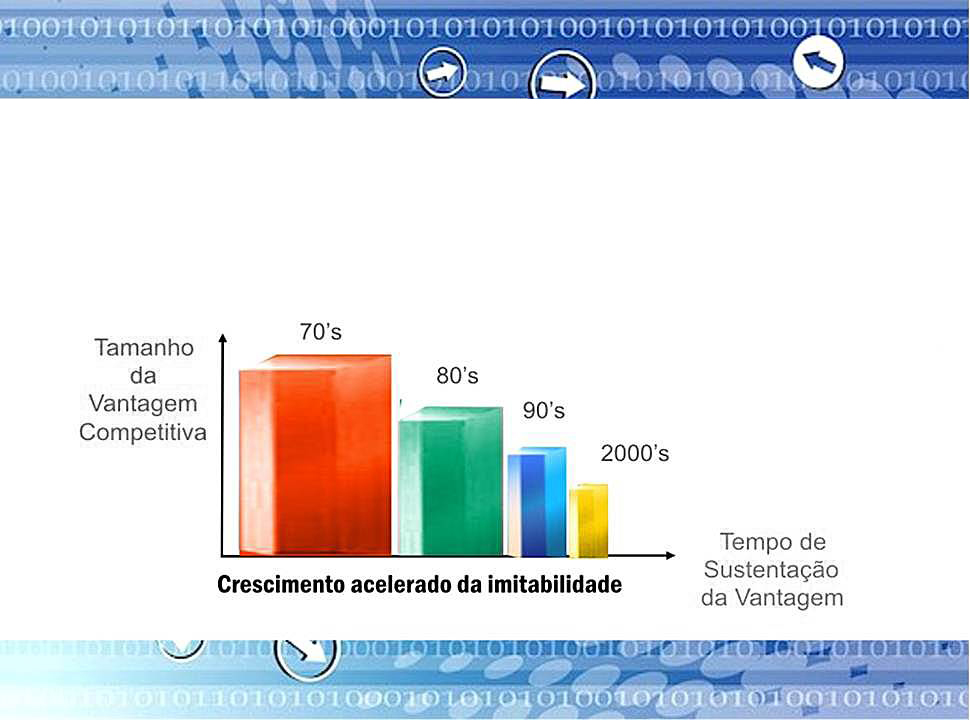 70's
Tamanho
da
Vantagem
Competitiva
80's
90's
2000's
Tempo de
Sustentação
da Vantagem
Crescimento acelerado da imitabilidade